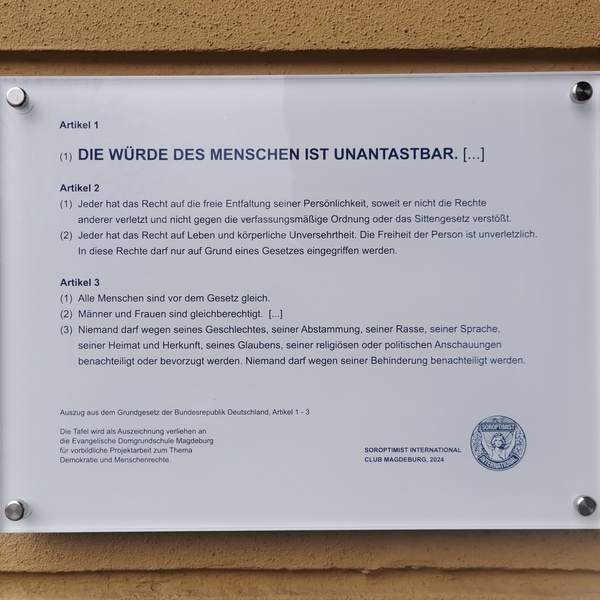 Artikel 1
(1) DIE WÜRDE DES MENSCHEN IST UNANTASTBAR. [...]
Artikel 2
(1) Jeder hat das Recht auf die freie Entfaltung seiner Persönlichkeit, soweit er nicht die Rechte
anderer verletzt und nicht gegen die verfassungsmäßige Ordnung oder das Sittengesetz verstößt.
(2) Jeder hat das Recht auf Leben und körperliche Unversehrtheit. Die Freiheit der Person ist unverletzlich.
In diese Rechte darf nur auf Grund eines Gesetzes eingegriffen werden.
Artikel 3
(1) Alle Menschen sind vor dem Gesetz gleich.
(2) Männer und Frauen sind gleichberechtigt. [...]
(3) Niemand darf wegen seines Geschlechtes, seiner Abstammung, seiner Rasse, seiner Sprache,
seiner Heimat und Herkunft, seines Glaubens, seiner religiösen oder politischen Anschauungen
benachteiligt oder bevorzugt werden. Niemand darf wegen seiner Behinderung benachteiligt werden.
Auszug aus dem Grundgesetz der Bundesrepublik Deutschland, Artikel 1 - 3
Die Tafel wird als Auszeichnung verliehen an
die Evangelische Domgrundschule Magdeburg
für vorbildliche Projektarbeit zum Thema
Demokratie und Menschenrechte.
SOROPTIMIST INTERNATIONAL
CLUB MAGDEBURG, 2024
SOROPTIMIST
INTERNATIONAL